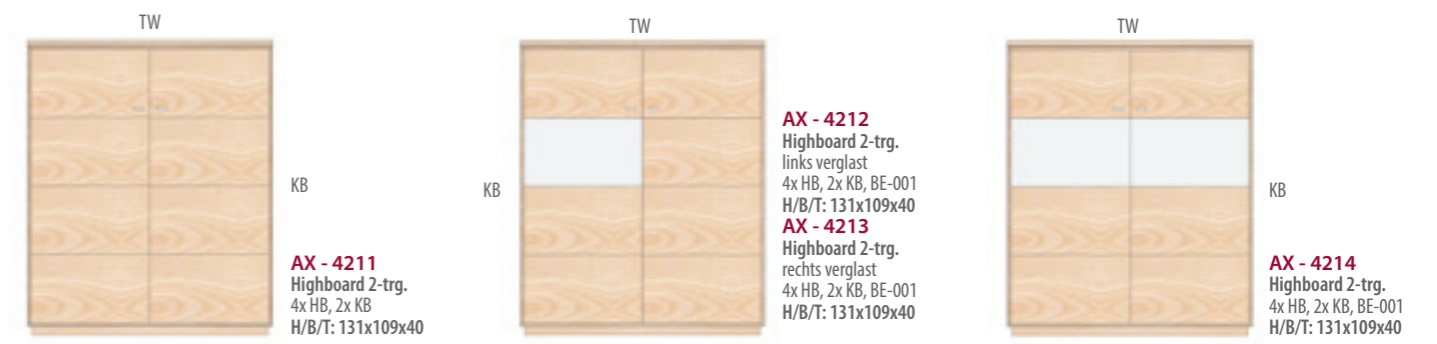 TW
KB
AX - 4211
Highboard 2-trg.
4x HB, 2x KB
H/B/T: 131x109x40
TW
KB
AX - 4212
Highboard 2-trg.
links verglast
4x HB, 2x KB, BE-001
H/B/T: 131x109x40
AX - 4213
Highboard 2-trg.
rechts verglast
4x HB, 2x KB, BE-001
H/B/T: 131x109x40
TW
KB
AX - 4214
Highboard 2-trg.
4x HB, 2x KB, BE-001
H/B/T: 131x109x40